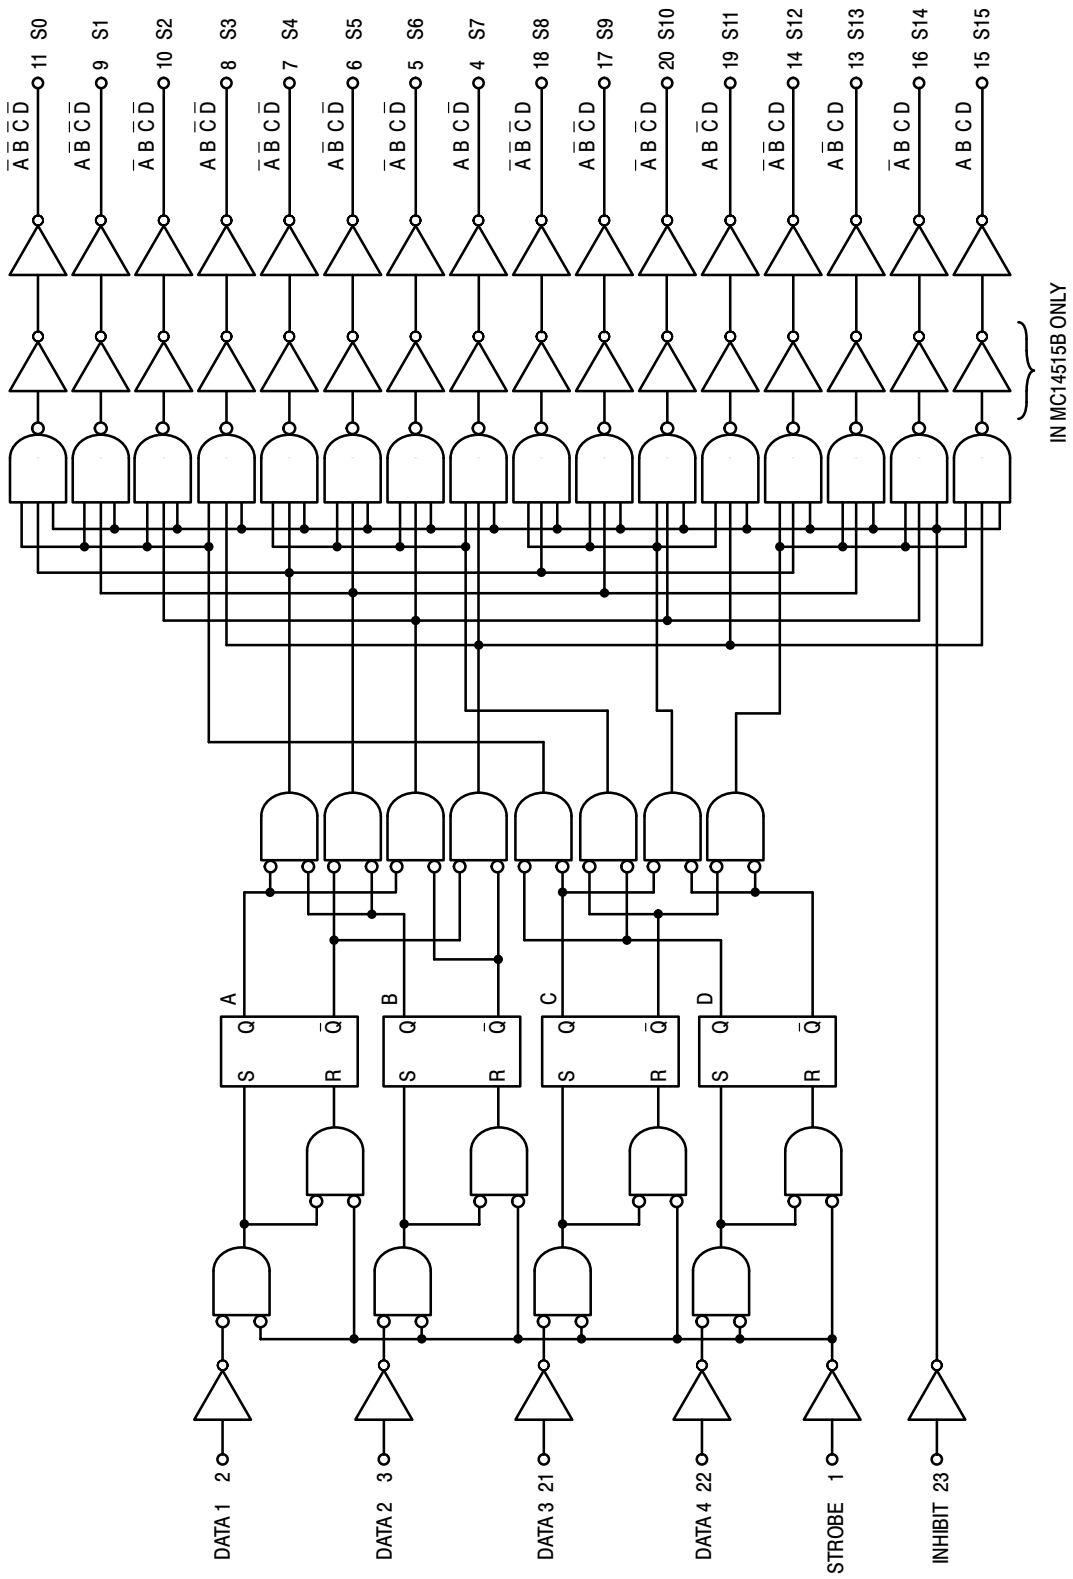 DATA 1 2
DATA 2 3
DATA 3 21
DATA 4 22
STROBE 1
INHIBIT 23
A
S Q
R Q̅
B
S Q
R Q̅
C
S Q
R Q̅
D
S Q
R Q̅
A̅ B̅ C̅ D̅ 11 S0
A B̅ C̅ D̅ 9 S1
A̅ B C̅ D̅ 10 S2
A B C̅ D̅ 8 S3
A̅ B̅ C D̅ 7 S4
A B̅ C D̅ 6 S5
A̅ B C D̅ 5 S6
A B C D̅ 4 S7
A̅ B̅ C̅ D 18 S8
A B̅ C̅ D 17 S9
A̅ B C̅ D 20 S10
A B C̅ D 19 S11
A̅ B̅ C D 14 S12
A B̅ C D 13 S13
A̅ B C D 16 S14
A B C D 15 S15
IN MC14515B ONLY